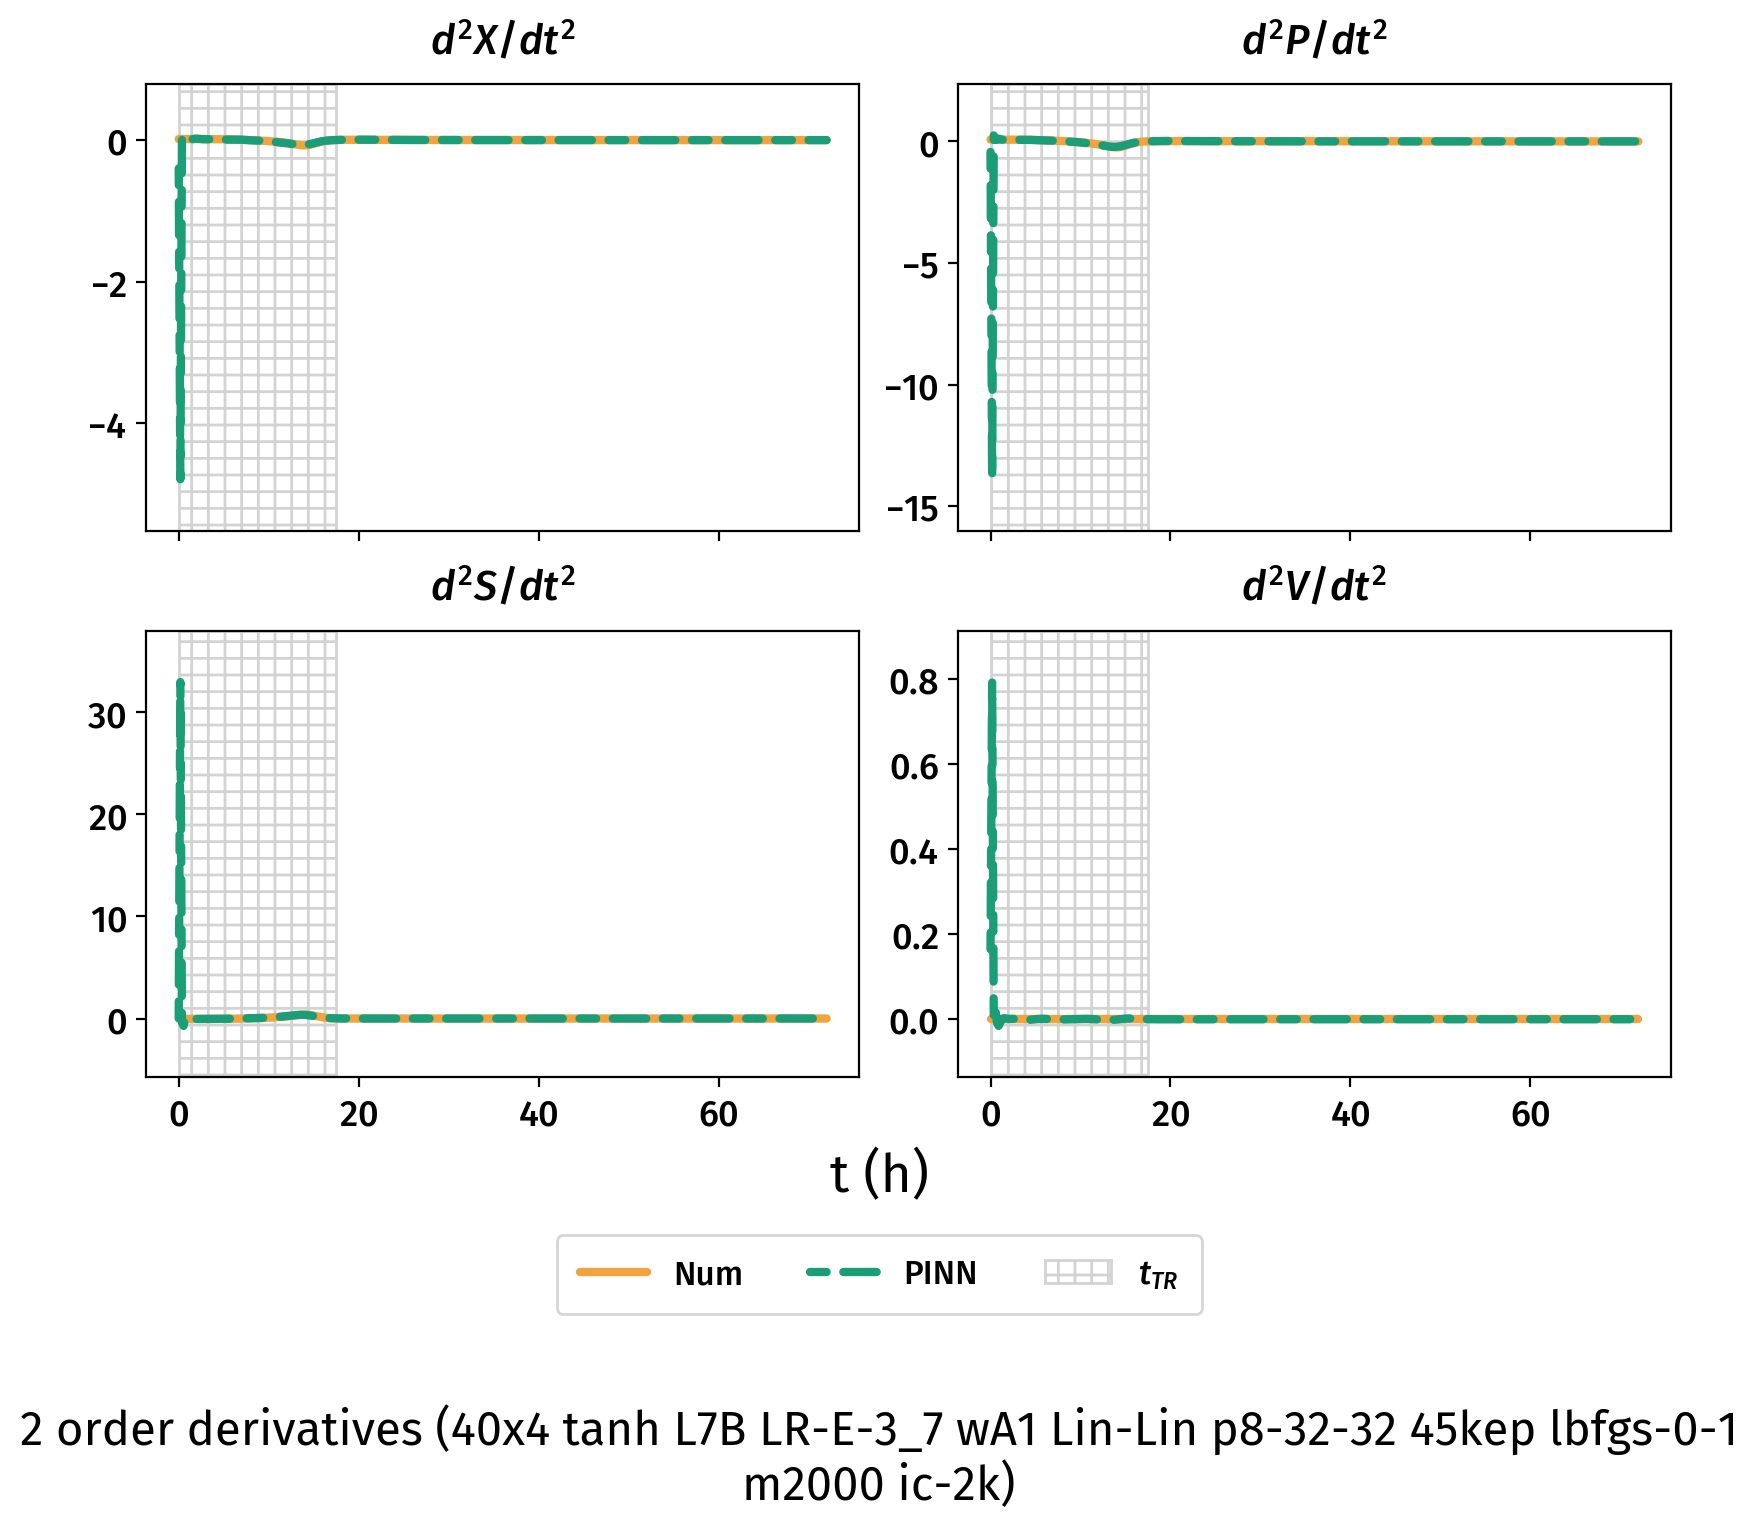 d²X/dt²
d²P/dt²
0
−2
−4
0
−5
−10
−15
d²S/dt²
d²V/dt²
30
20
10
0
0.8
0.6
0.4
0.2
0.0
0 20 40 60
0 20 40 60
t (h)
Num PINN t_TR
2 order derivatives (40x4 tanh L7B LR-E-3_7 wA1 Lin-Lin p8-32-32 45kep lbfgs-0-1
m2000 ic-2k)